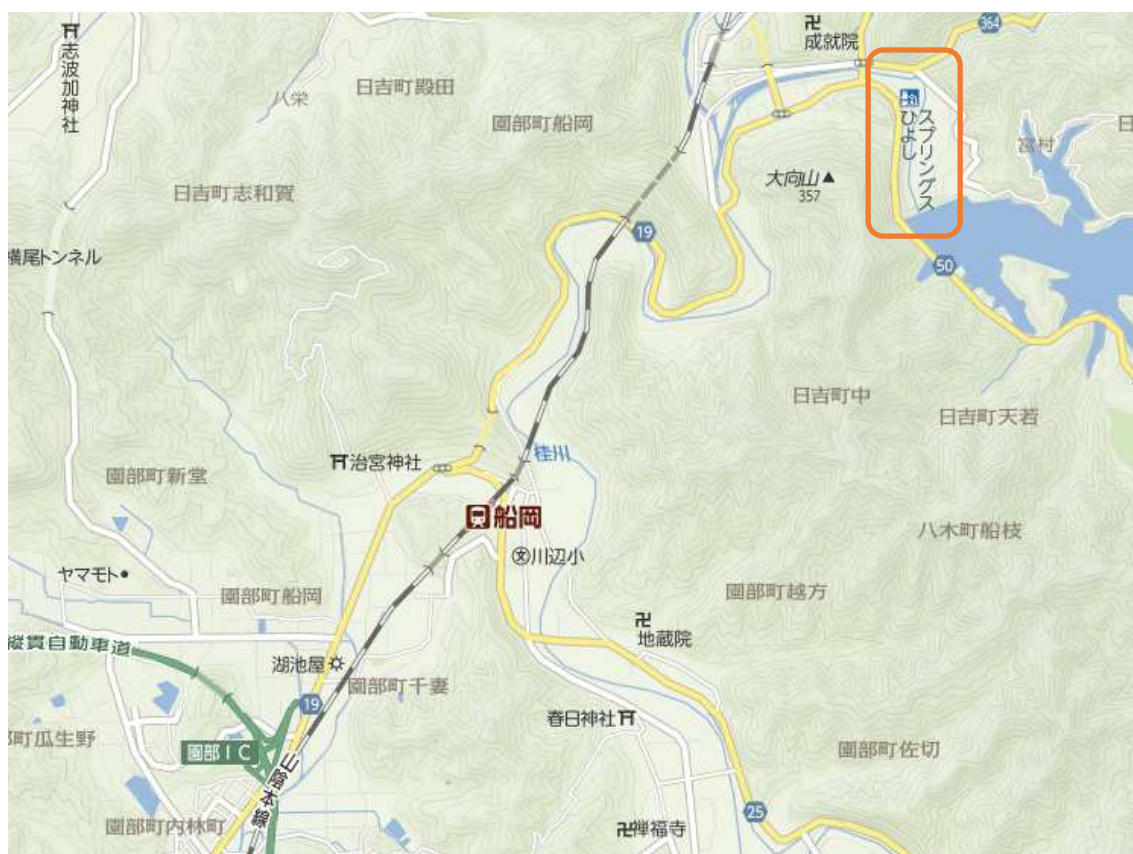 志波加神社
八栄
日吉町殿田
園部町船岡
成就院
364
スプリングス
ひよし
宮村
日
大向山▲
357
日吉町志和賀
横尾トンネル
19
50
日吉町中
日吉町天若
治宮神社
桂川
園部町新堂
船岡
川辺小
八木町船枝
ヤマモト
園部町船岡
園部町越方
地蔵院
縦貫自動車道
湖池屋
19
園部町千妻
春日神社
部町瓜生野
園部IC
園部町佐切
山陰本線
25
園部町内林町
禅福寺